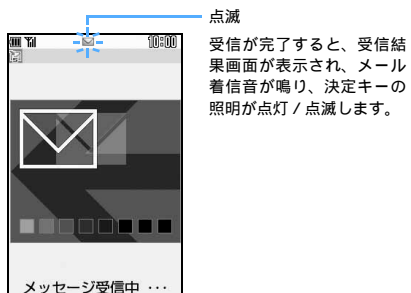 点滅
10:00
受信が完了すると、受信結
果画面が表示され、メール
着信音が鳴り、決定キーの
照明が点灯 / 点滅します。
メッセージ受信中 ･･･